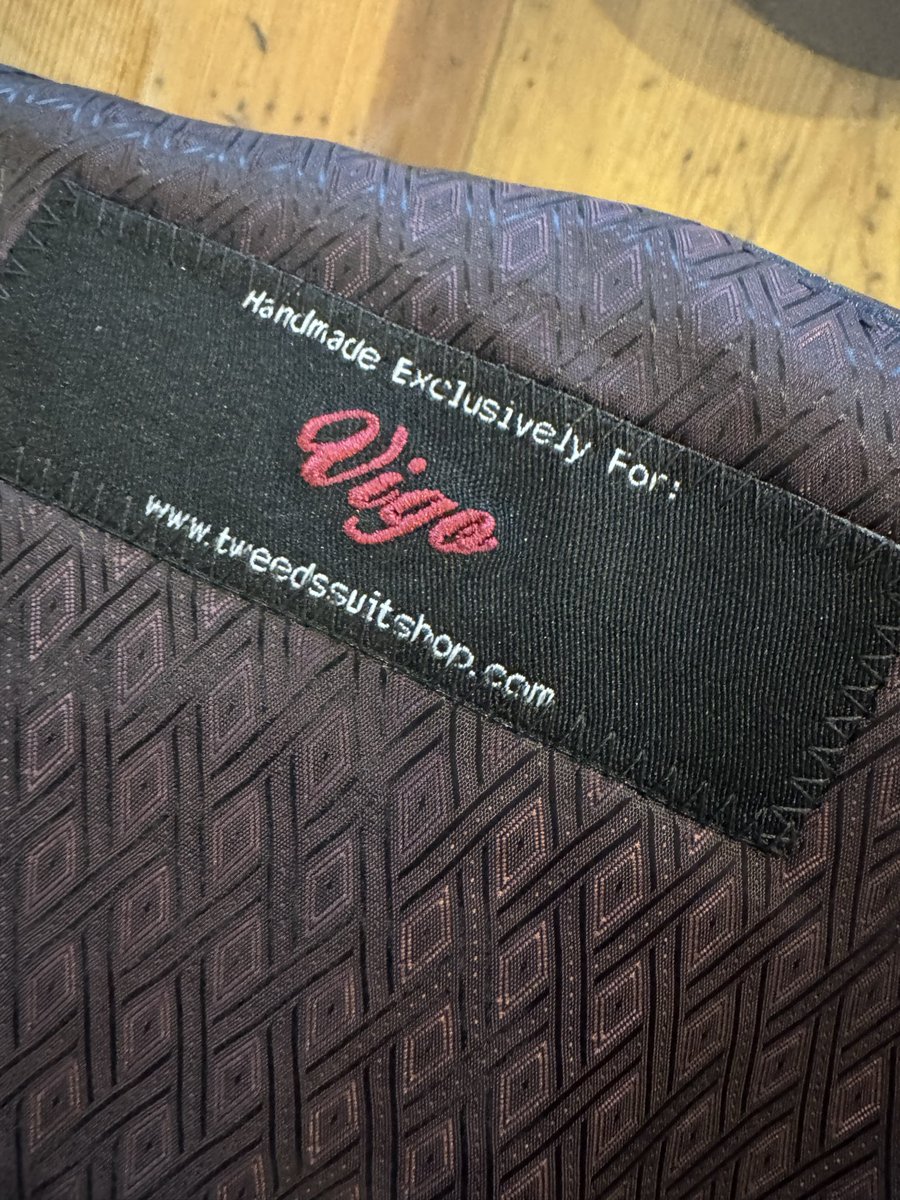 Handmade Exclusively For:
Vigo
www.tweedssuitshop.com